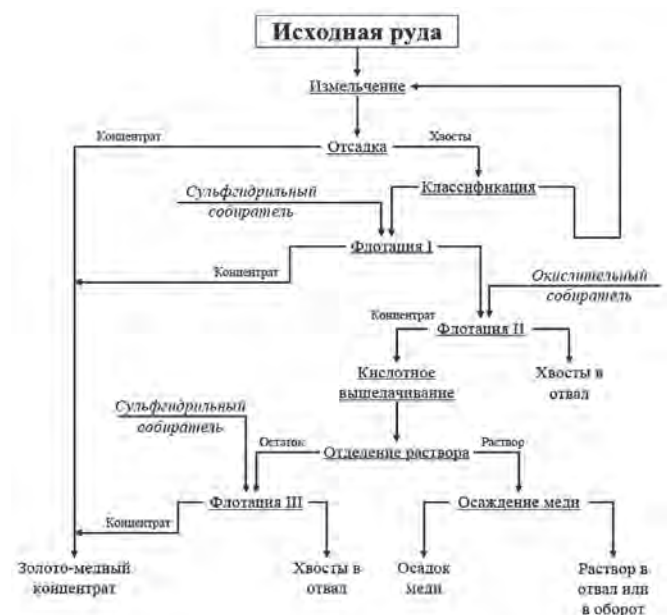 Исходная руда
Измельчение
Концентрат
Хвосты
Отсадка
Классификация
Сульфгидрильный
собиратель
Флотация I
Концентрат
Окислительный
собиратель
Концентрат
Флотация II
Кислотное
выщелачивание
Хвосты в
отвал
Сульфгидрильный
собиратель
Остаток
Отделение раствора
Раствор
Флотация III
Осаждение меди
Концентрат
Золото-медный
концентрат
Хвосты в
отвал
Осадок
меди
Раствор в
отвал или
в оборот